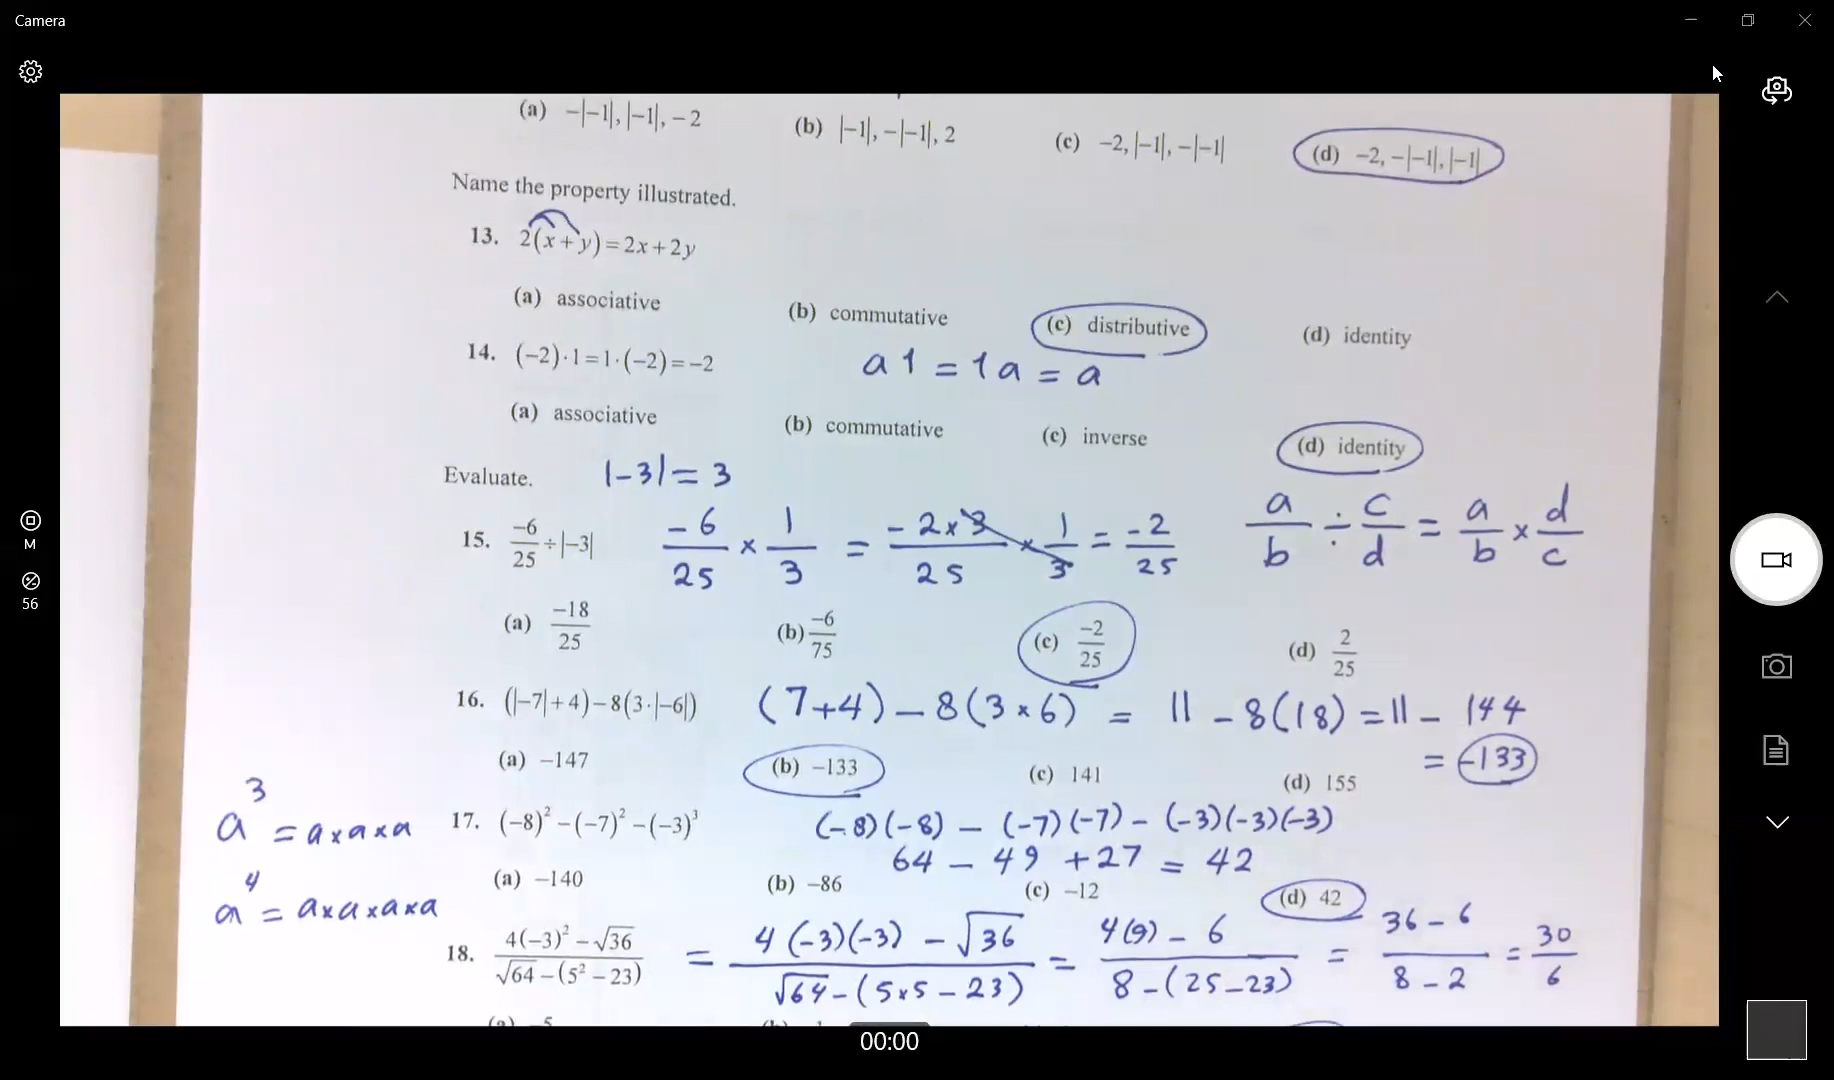 Camera
(a) −|−1|, |−1|, −2 (b) |−1|, −|−1|, 2 (c) −2, |−1|, −|−1| (d) −2, −|−1|, |−1|
Name the property illustrated.
13. 2(x+y)=2x+2y
(a) associative (b) commutative (c) distributive (d) identity
14. (−2)·1=1·(−2)=−2 a1 = 1a = a
(a) associative (b) commutative (c) inverse (d) identity
Evaluate. |−3| = 3
15. −6/25 ÷ |−3| −6/25 × 1/3 = −2×3/25 × 1/3 = −2/25 a/b ÷ c/d = a/b × d/c
(a) −18/25 (b) −6/75 (c) −2/25 (d) 2/25
16. (|−7|+4)−8(3·|−6|) (7+4) − 8(3×6) = 11 − 8(18) = 11 − 144
= −133
(a) −147 (b) −133 (c) 141 (d) 155
a³ = a×a×a
17. (−8)²−(−7)²−(−3)³ (−8)(−8) − (−7)(−7) − (−3)(−3)(−3)
64 − 49 + 27 = 42
(a) −140 (b) −86 (c) −12 (d) 42
a⁴ = a×a×a×a
18. 4(−3)²−√36 / √64−(5²−23) = 4(−3)(−3) − √36 / √64−(5×5−23) = 4(9) − 6 / 8−(25−23) = 36−6 / 8−2 = 30/6
M
56
00:00